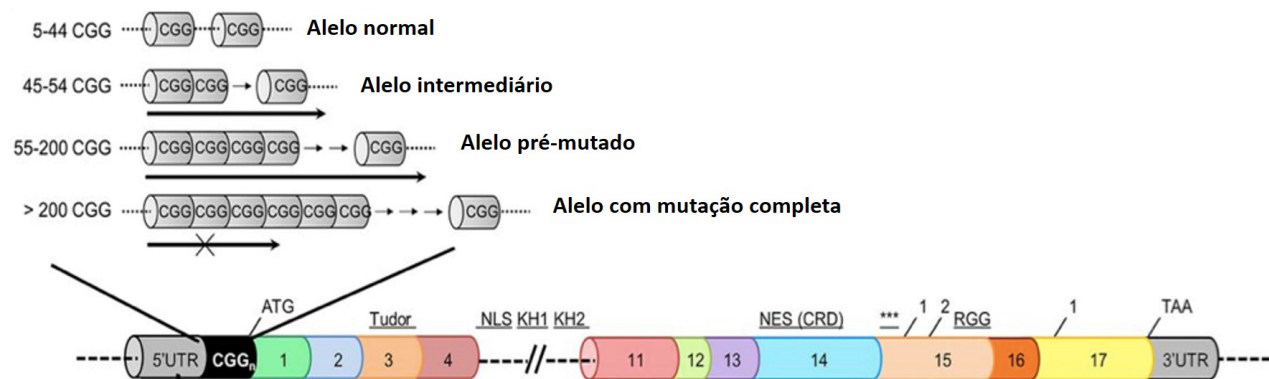 5-44 CGG CGG CGG Alelo normal
45-54 CGG CGG CGG CGG Alelo intermediário
55-200 CGG CGG CGG CGG CGG CGG Alelo pré-mutado
> 200 CGG CGG CGG CGG CGG CGG CGG CGG Alelo com mutação completa
ATG 1 2 1 TAA
Tudor NLS KH1 KH2 NES (CRD) *** RGG
5'UTR CGGn 1 2 3 4 11 12 13 14 15 16 17 3'UTR